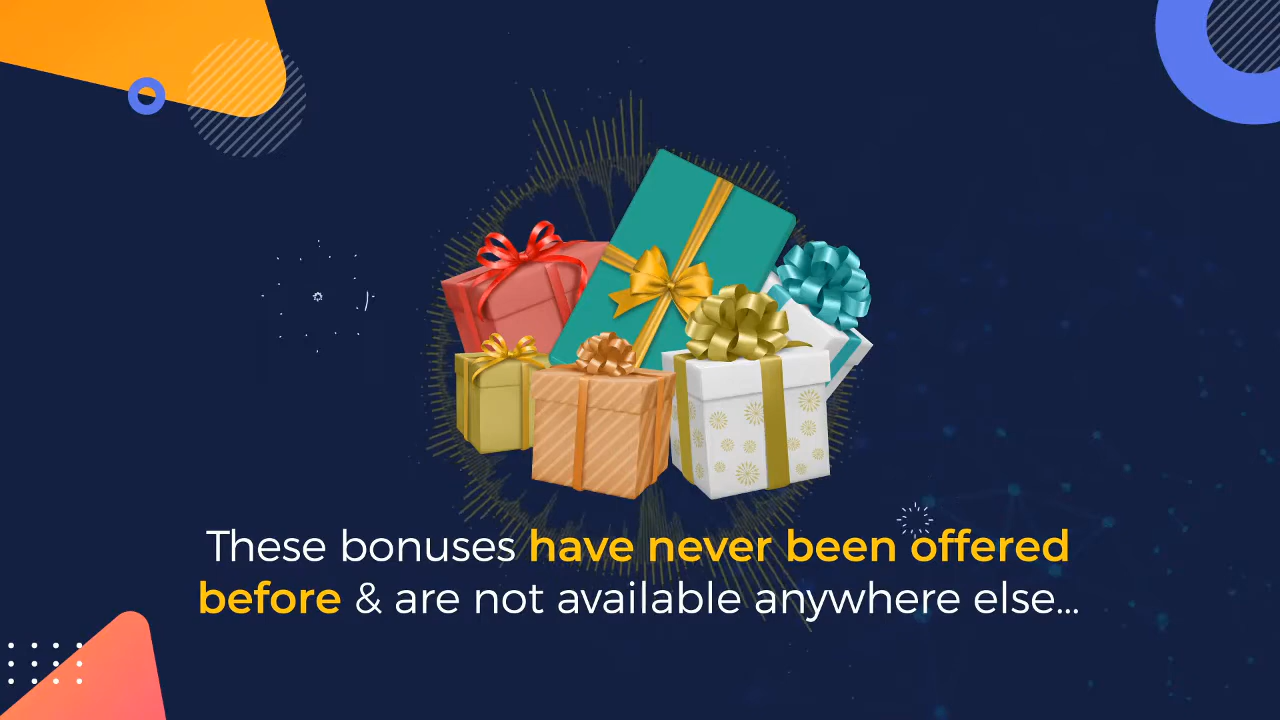 These bonuses have never been offered
before & are not available anywhere else...